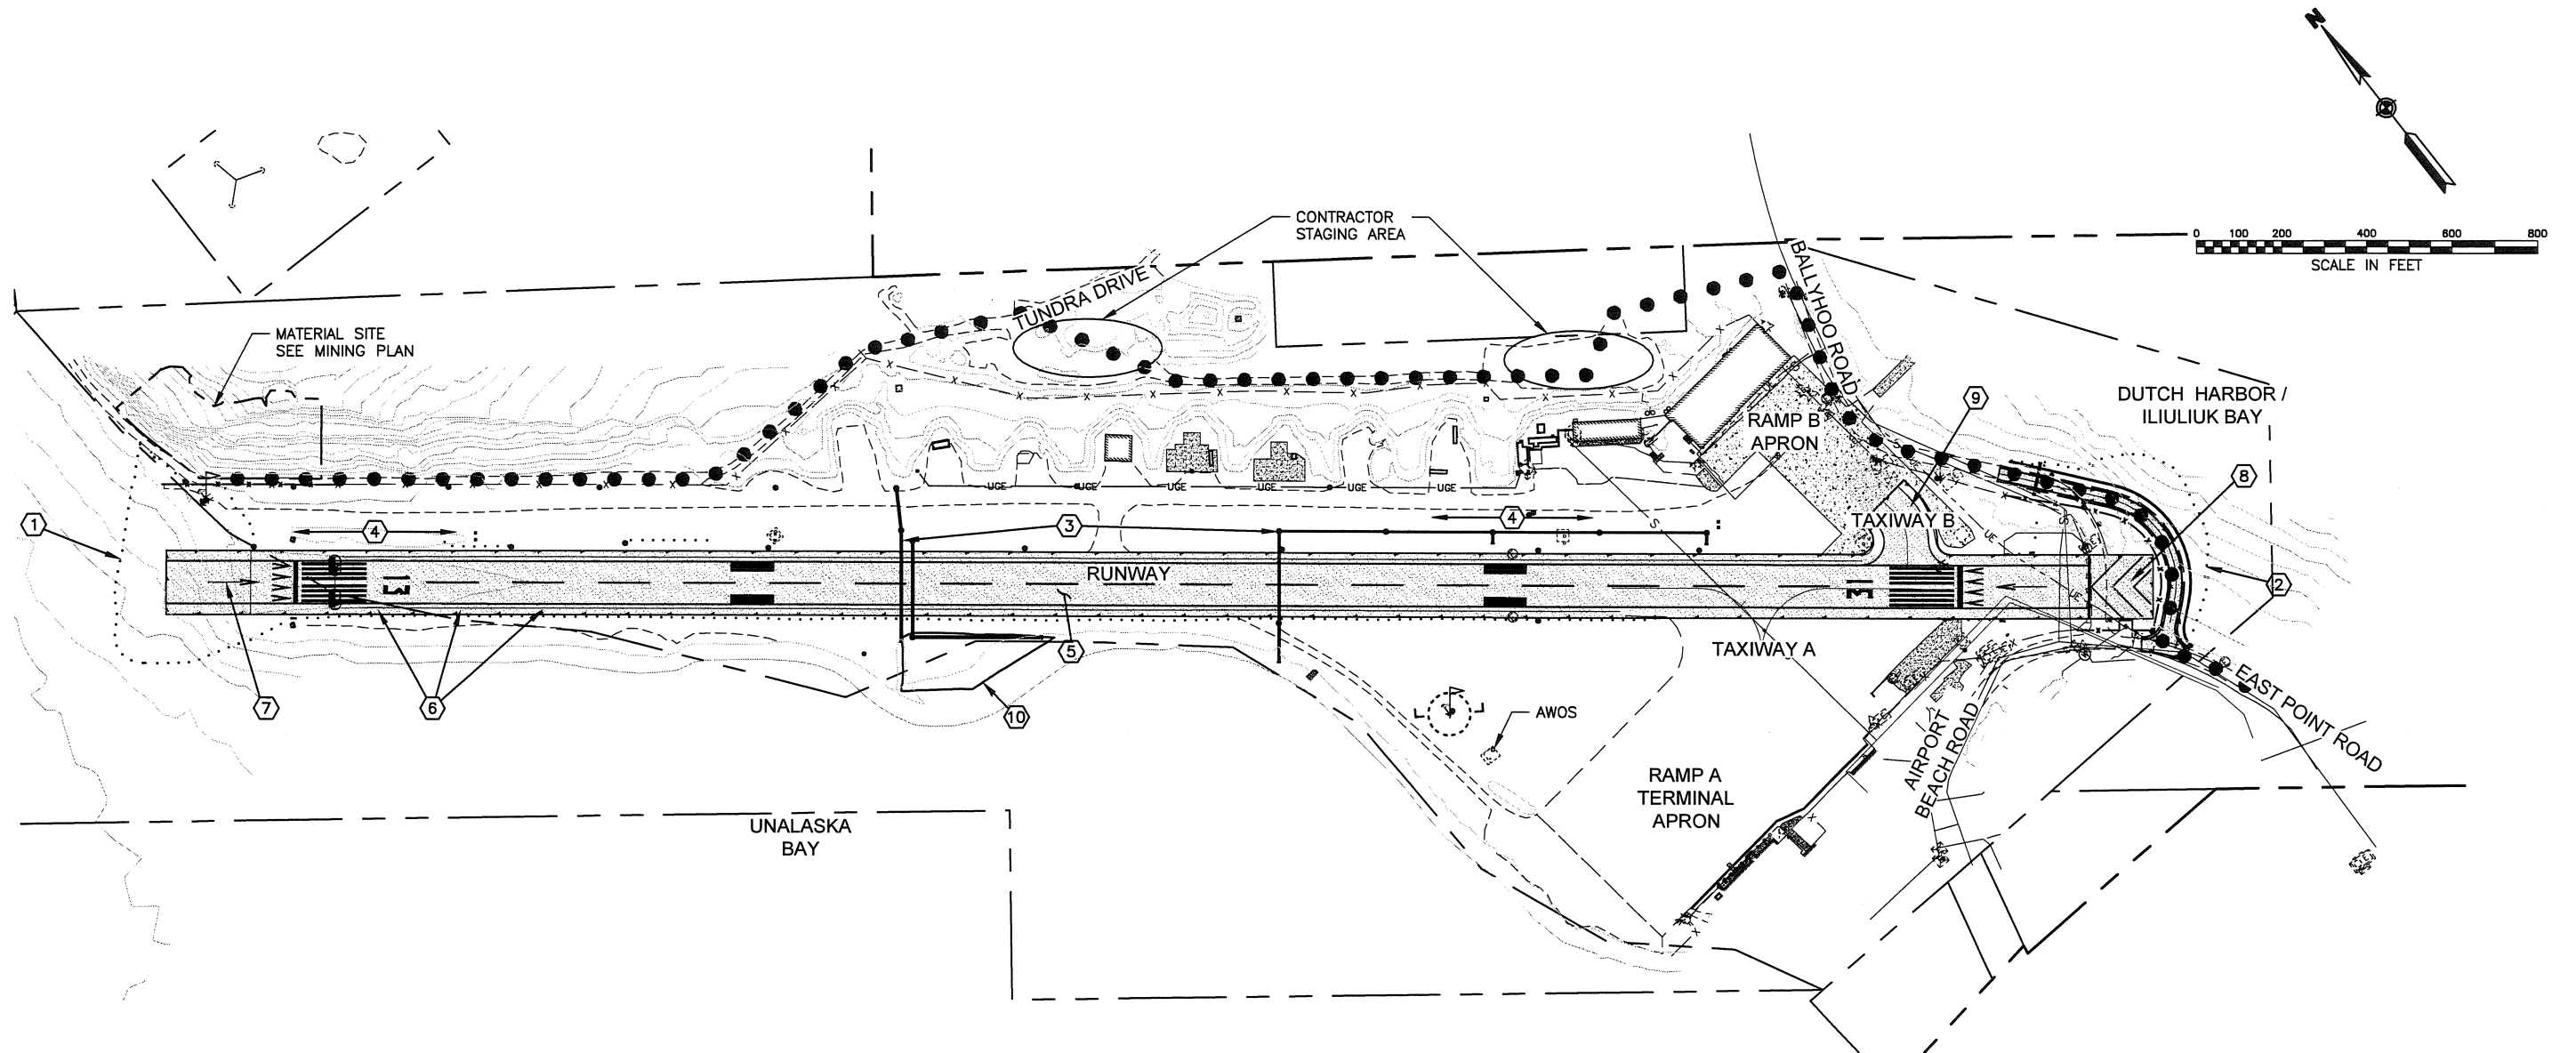 N
0 100 200 400 600 800
SCALE IN FEET
CONTRACTOR
STAGING AREA
TUNDRA DRIVE
BALLYHOO ROAD
MATERIAL SITE
SEE MINING PLAN
DUTCH HARBOR /
ILIULIUK BAY
9
RAMP B
APRON
8
UGE UGE UGE UGE UGE UGE
1
4
3
4
TAXIWAY B
S
UE
RUNWAY
2
13
31
5
TAXIWAY A
7
6
10
AWOS
EAST POINT ROAD
AIRPORT
BEACH ROAD
RAMP A
TERMINAL
APRON
UNALASKA
BAY